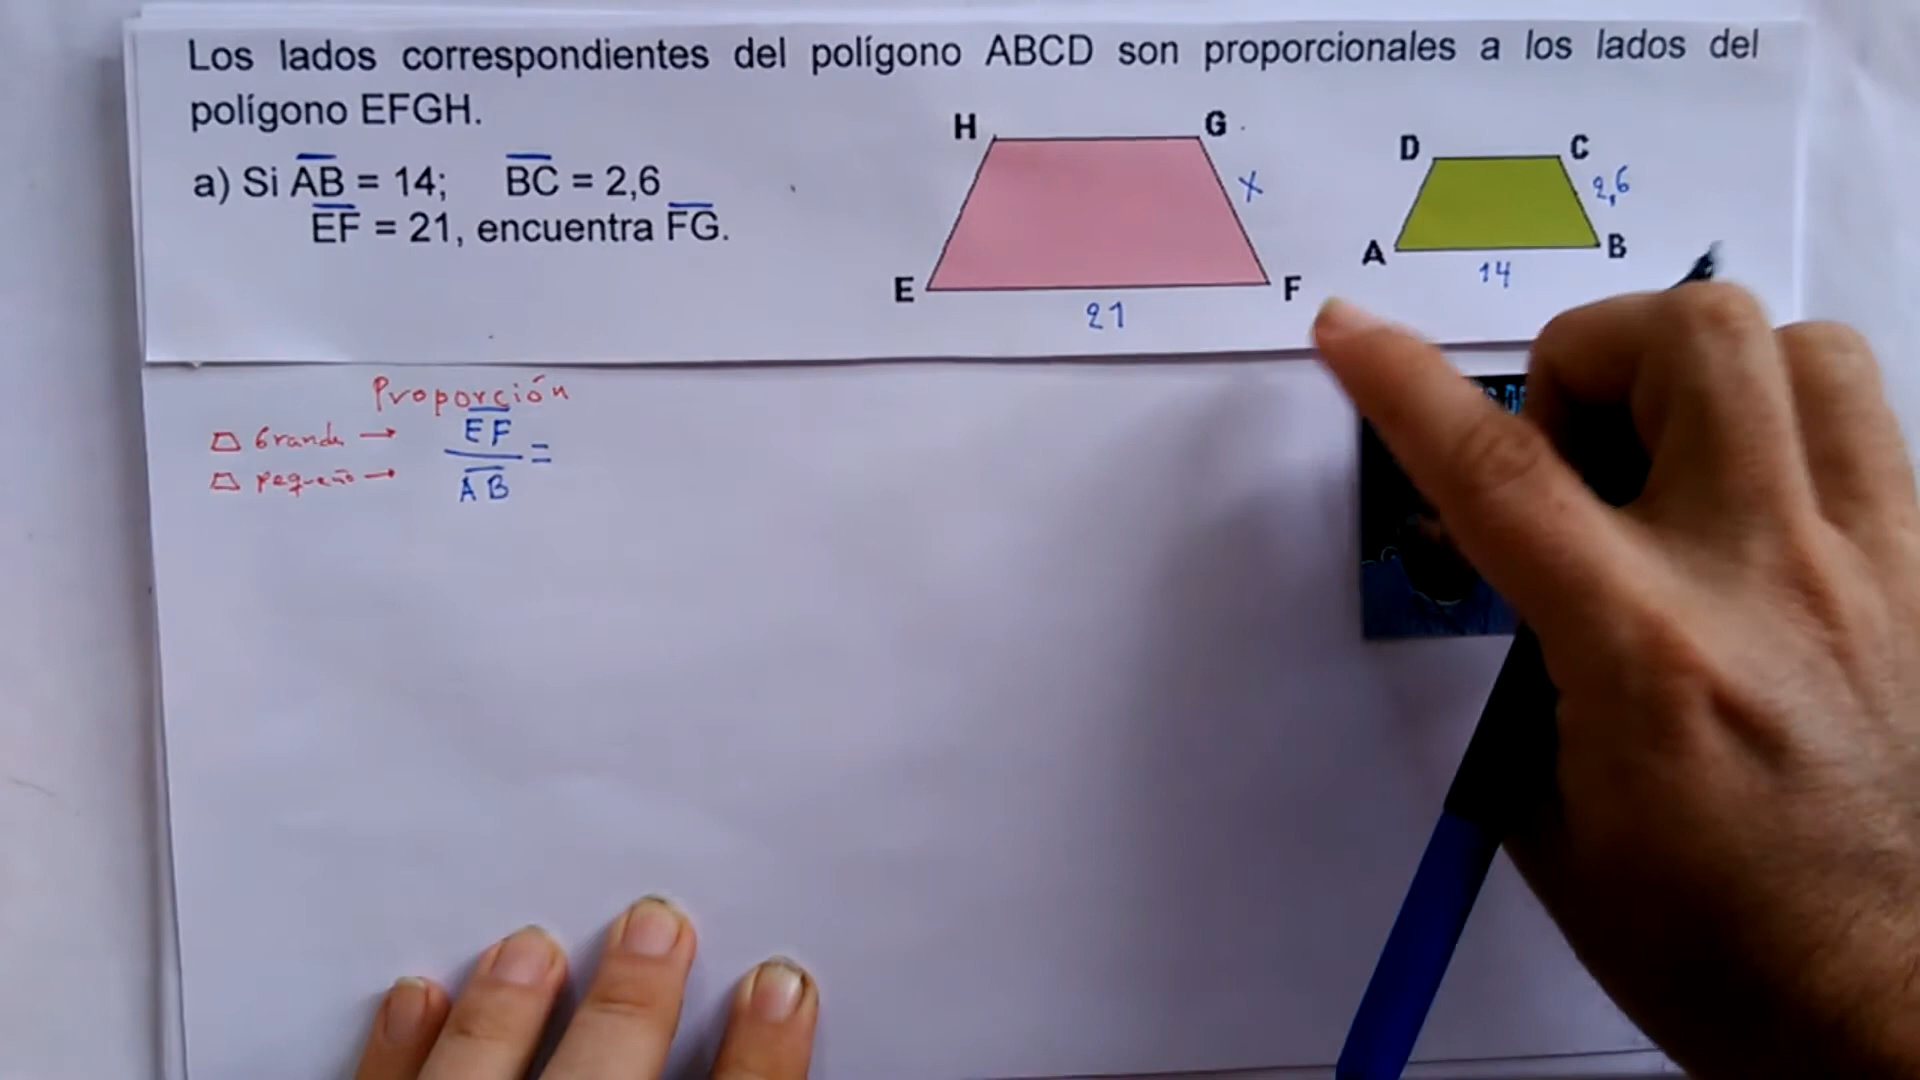 Los lados correspondientes del polígono ABCD son proporcionales a los lados del
polígono EFGH.
a) Si AB = 14; BC = 2,6
EF = 21, encuentra FG.
H G
x
E F
21
D C
2,6
A B
14
Proporción
Grande → EF
pequeño → AB =